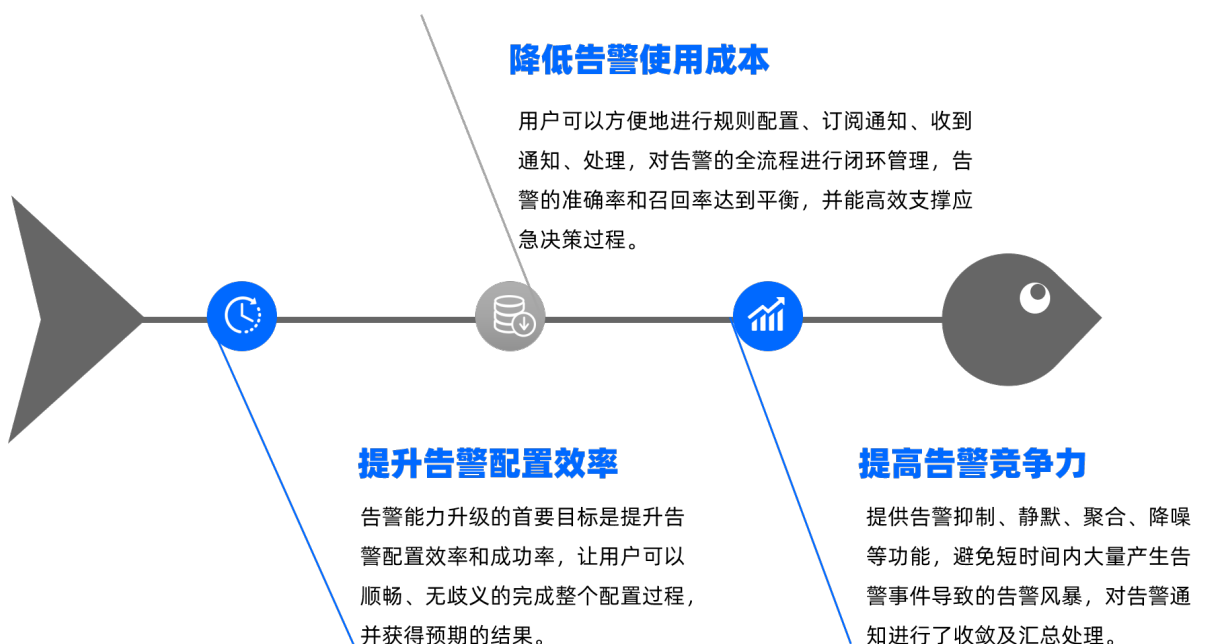 降低告警使用成本
用户可以方便地进行规则配置、订阅通知、收到
通知、处理，对告警的全流程进行闭环管理，告
警的准确率和召回率达到平衡，并能高效支撑应
急决策过程。
提升告警配置效率
告警能力升级的首要目标是提升告
警配置效率和成功率，让用户可以
顺畅、无歧义的完成整个配置过程，
并获得预期的结果。
提高告警竞争力
提供告警抑制、静默、聚合、降噪
等功能，避免短时间内大量产生告
警事件导致的告警风暴，对告警通
知进行了收敛及汇总处理。